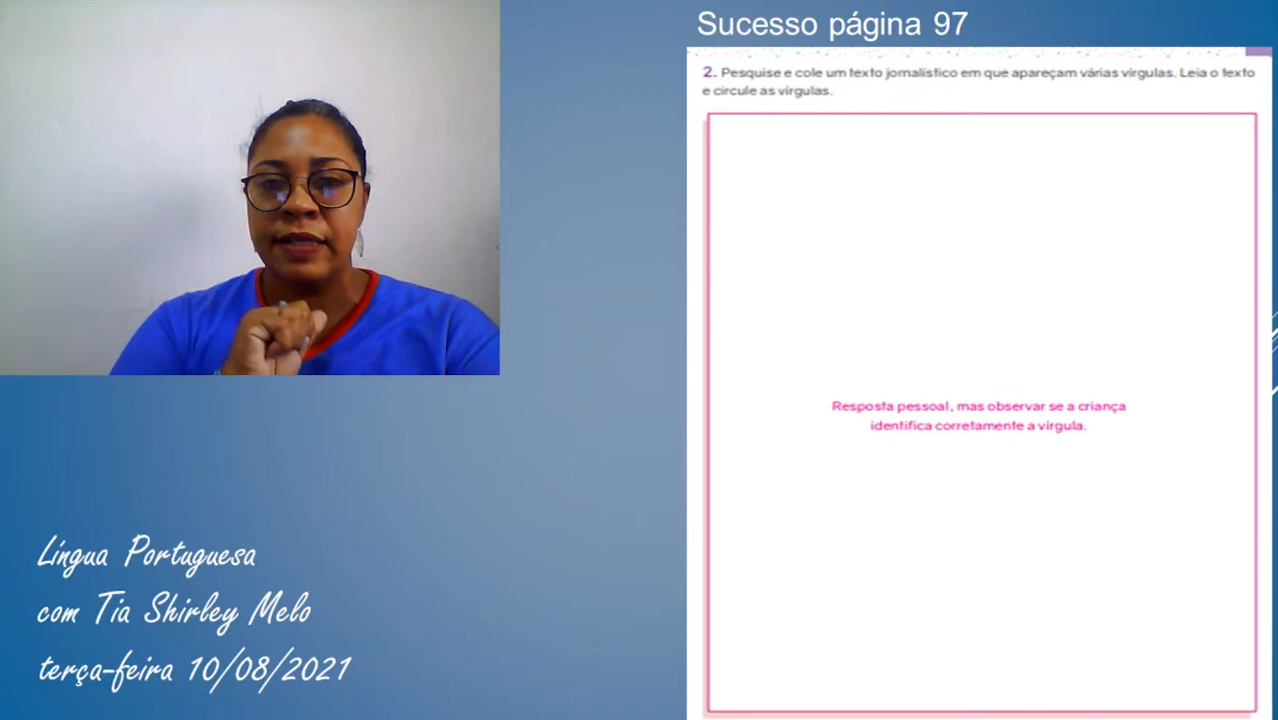 Sucesso página 97
2. Pesquise e cole um texto jornalístico em que apareçam várias vírgulas. Leia o texto
e circule as vírgulas.
Resposta pessoal, mas observar se a criança
identifica corretamente a vírgula.
Língua Portuguesa
com Tia Shirley Melo
terça-feira 10/08/2021